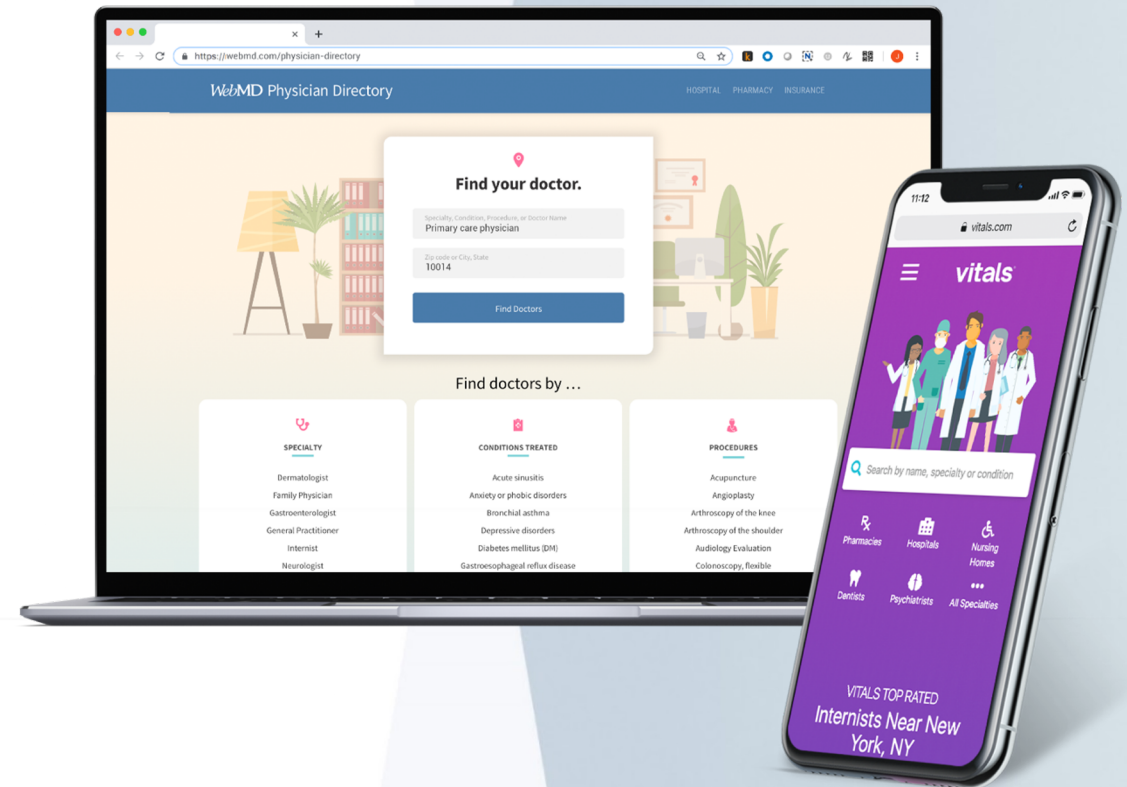 https://webmd.com/physician-directory
WebMD Physician Directory
HOSPITAL PHARMACY INSURANCE
Find your doctor.
Specialty, Condition, Procedure, or Doctor Name
Primary care physician
Zip code or City, State
10014
Find Doctors
Find doctors by ...
SPECIALTY
Dermatologist
Family Physician
Gastroenterologist
General Practitioner
Internist
Neurologist
CONDITIONS TREATED
Acute sinusitis
Anxiety or phobic disorders
Bronchial asthma
Depressive disorders
Diabetes mellitus (DM)
Gastroesophageal reflux disease
PROCEDURES
Acupuncture
Angioplasty
Arthroscopy of the knee
Arthroscopy of the shoulder
Audiology Evaluation
Colonoscopy, flexible
11:12
vitals.com
vitals
Search by name, specialty or condition
Pharmacies
Hospitals
Nursing
Homes
Dentists
Psychiatrists
All Specialties
VITALS TOP RATED
Internists Near New
York, NY